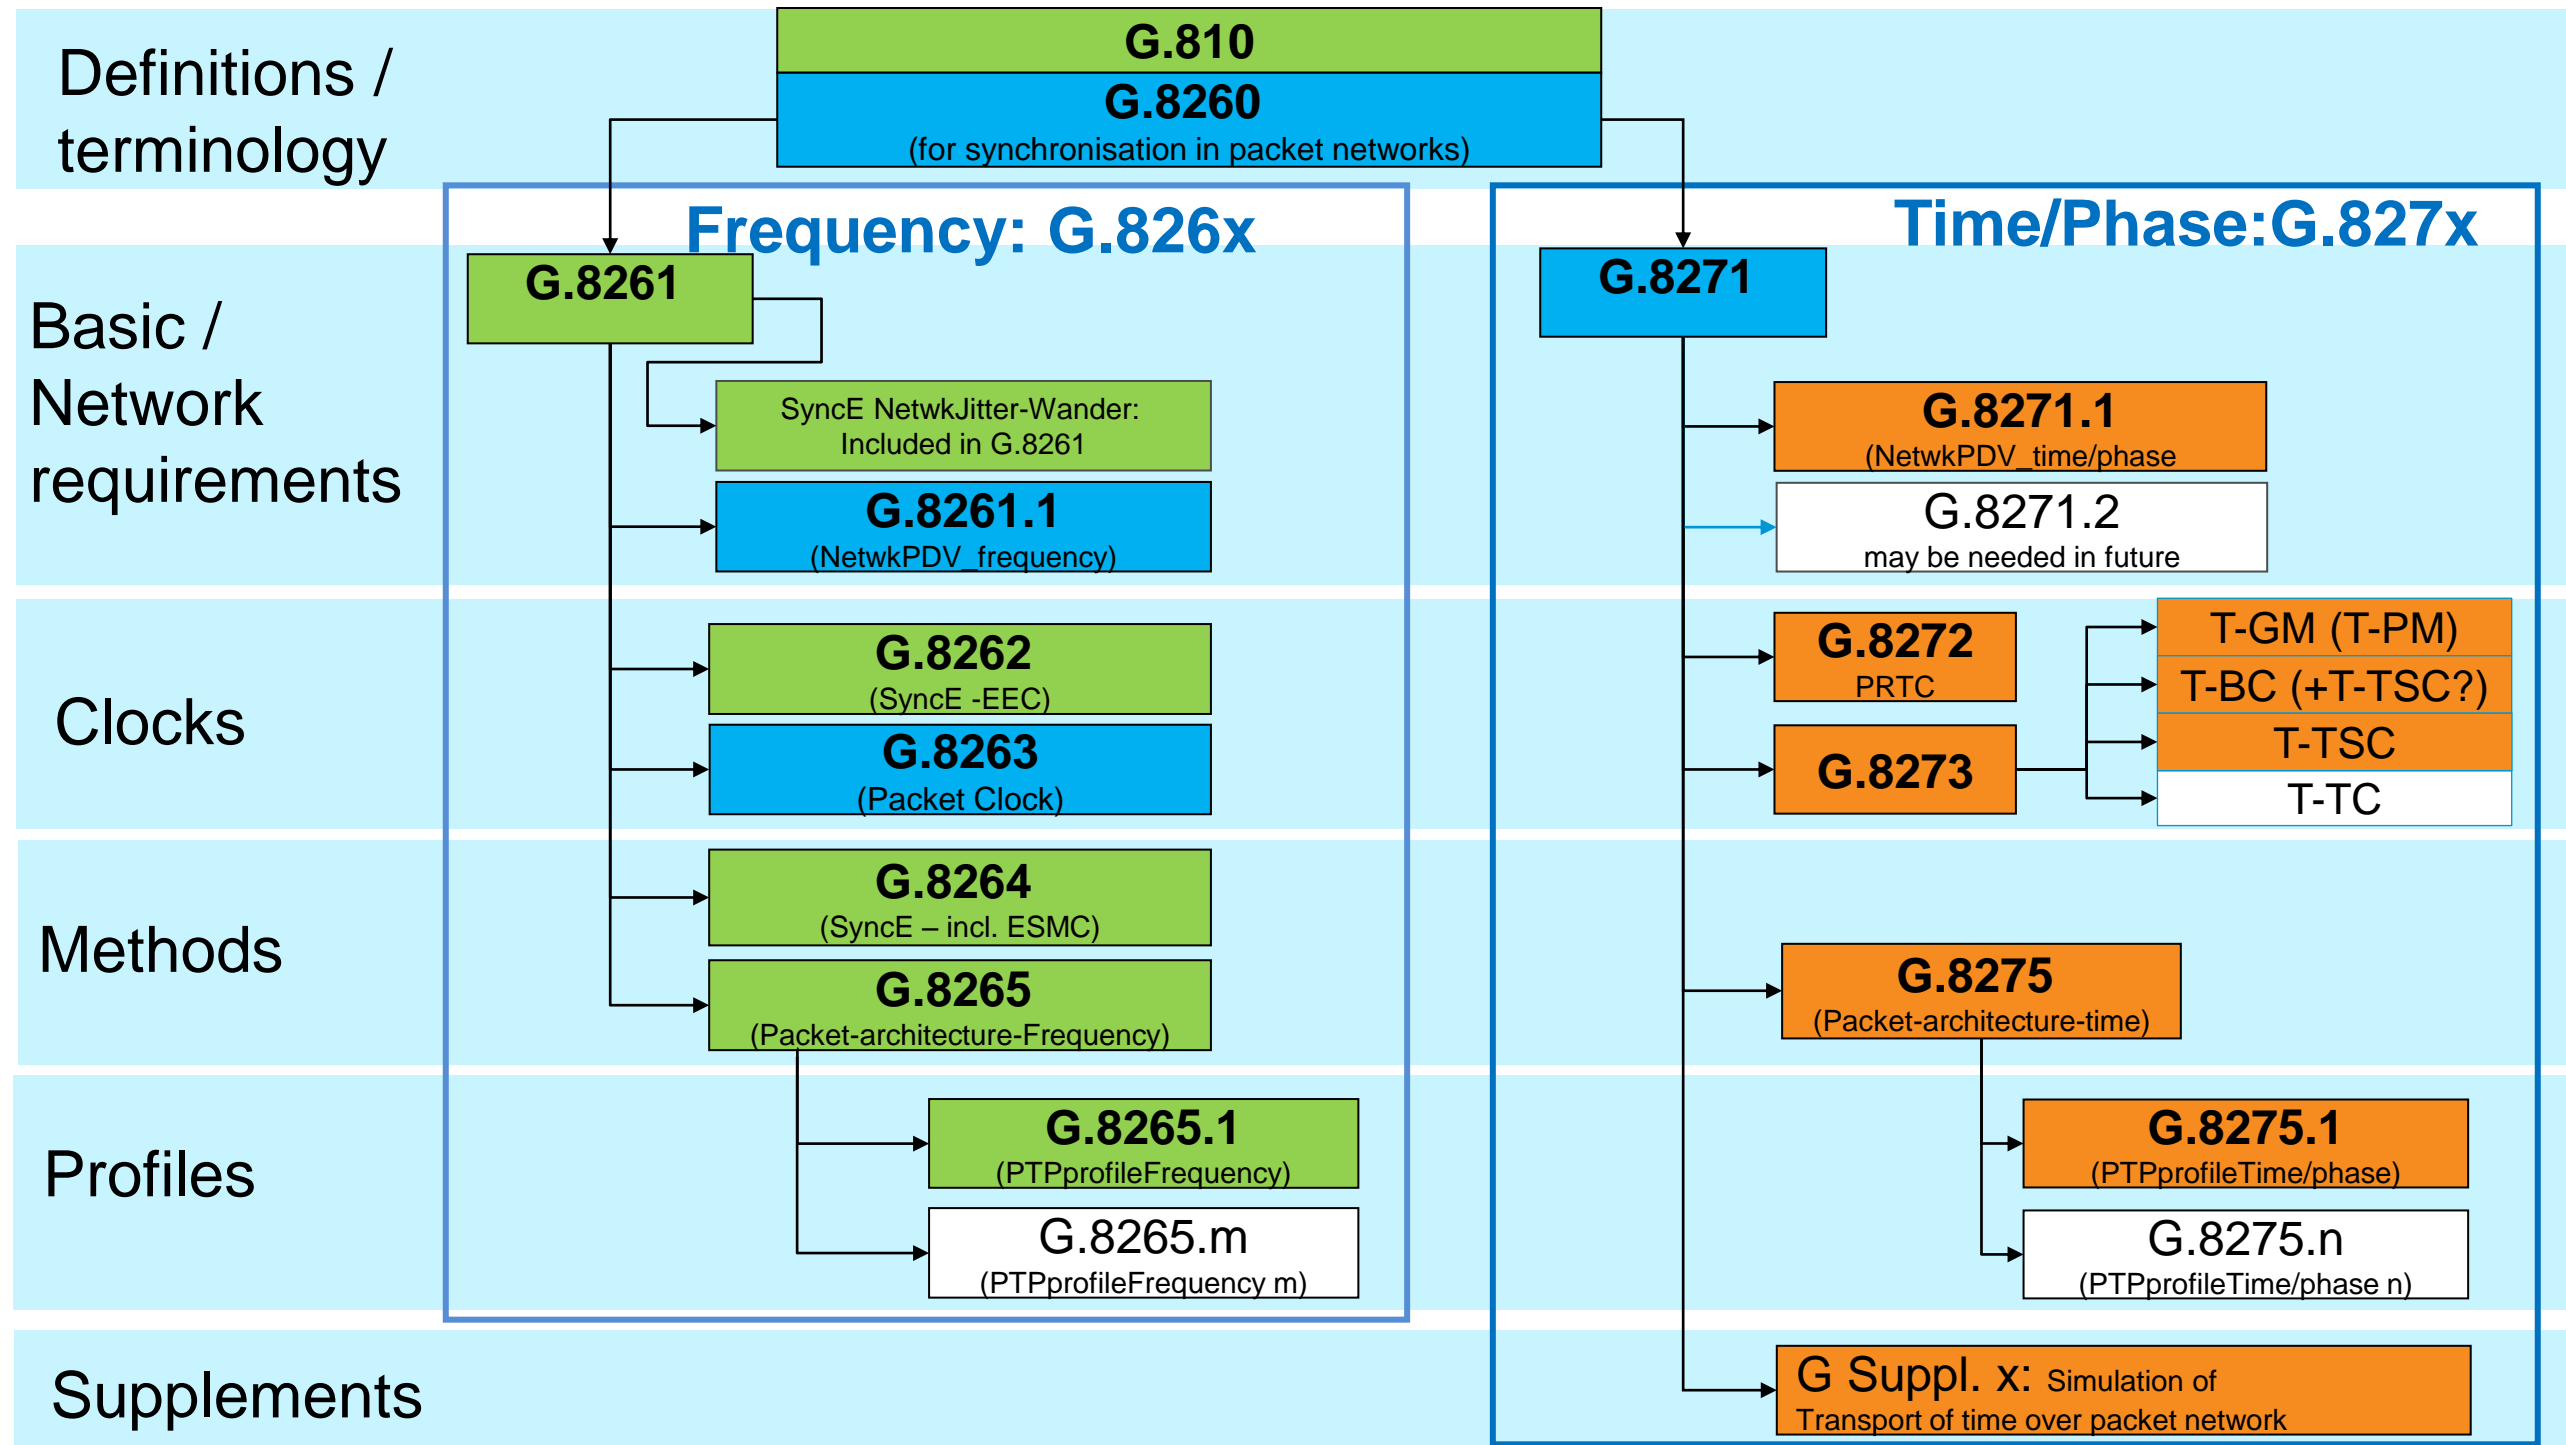 Definitions /
terminology
G.810
G.8260
(for synchronisation in packet networks)
Frequency: G.826x
Time/Phase:G.827x
Basic /
Network
requirements
G.8261
SyncE NetwkJitter-Wander:
Included in G.8261
G.8261.1
(NetwkPDV_frequency)
G.8271
G.8271.1
(NetwkPDV_time/phase
G.8271.2
may be needed in future
Clocks
G.8262
(SyncE -EEC)
G.8263
(Packet Clock)
G.8272
PRTC
G.8273
T-GM (T-PM)
T-BC (+T-TSC?)
T-TSC
T-TC
Methods
G.8264
(SyncE – incl. ESMC)
G.8265
(Packet-architecture-Frequency)
G.8275
(Packet-architecture-time)
Profiles
G.8265.1
(PTPprofileFrequency)
G.8265.m
(PTPprofileFrequency m)
G.8275.1
(PTPprofileTime/phase)
G.8275.n
(PTPprofileTime/phase n)
Supplements
G Suppl. x: Simulation of
Transport of time over packet network